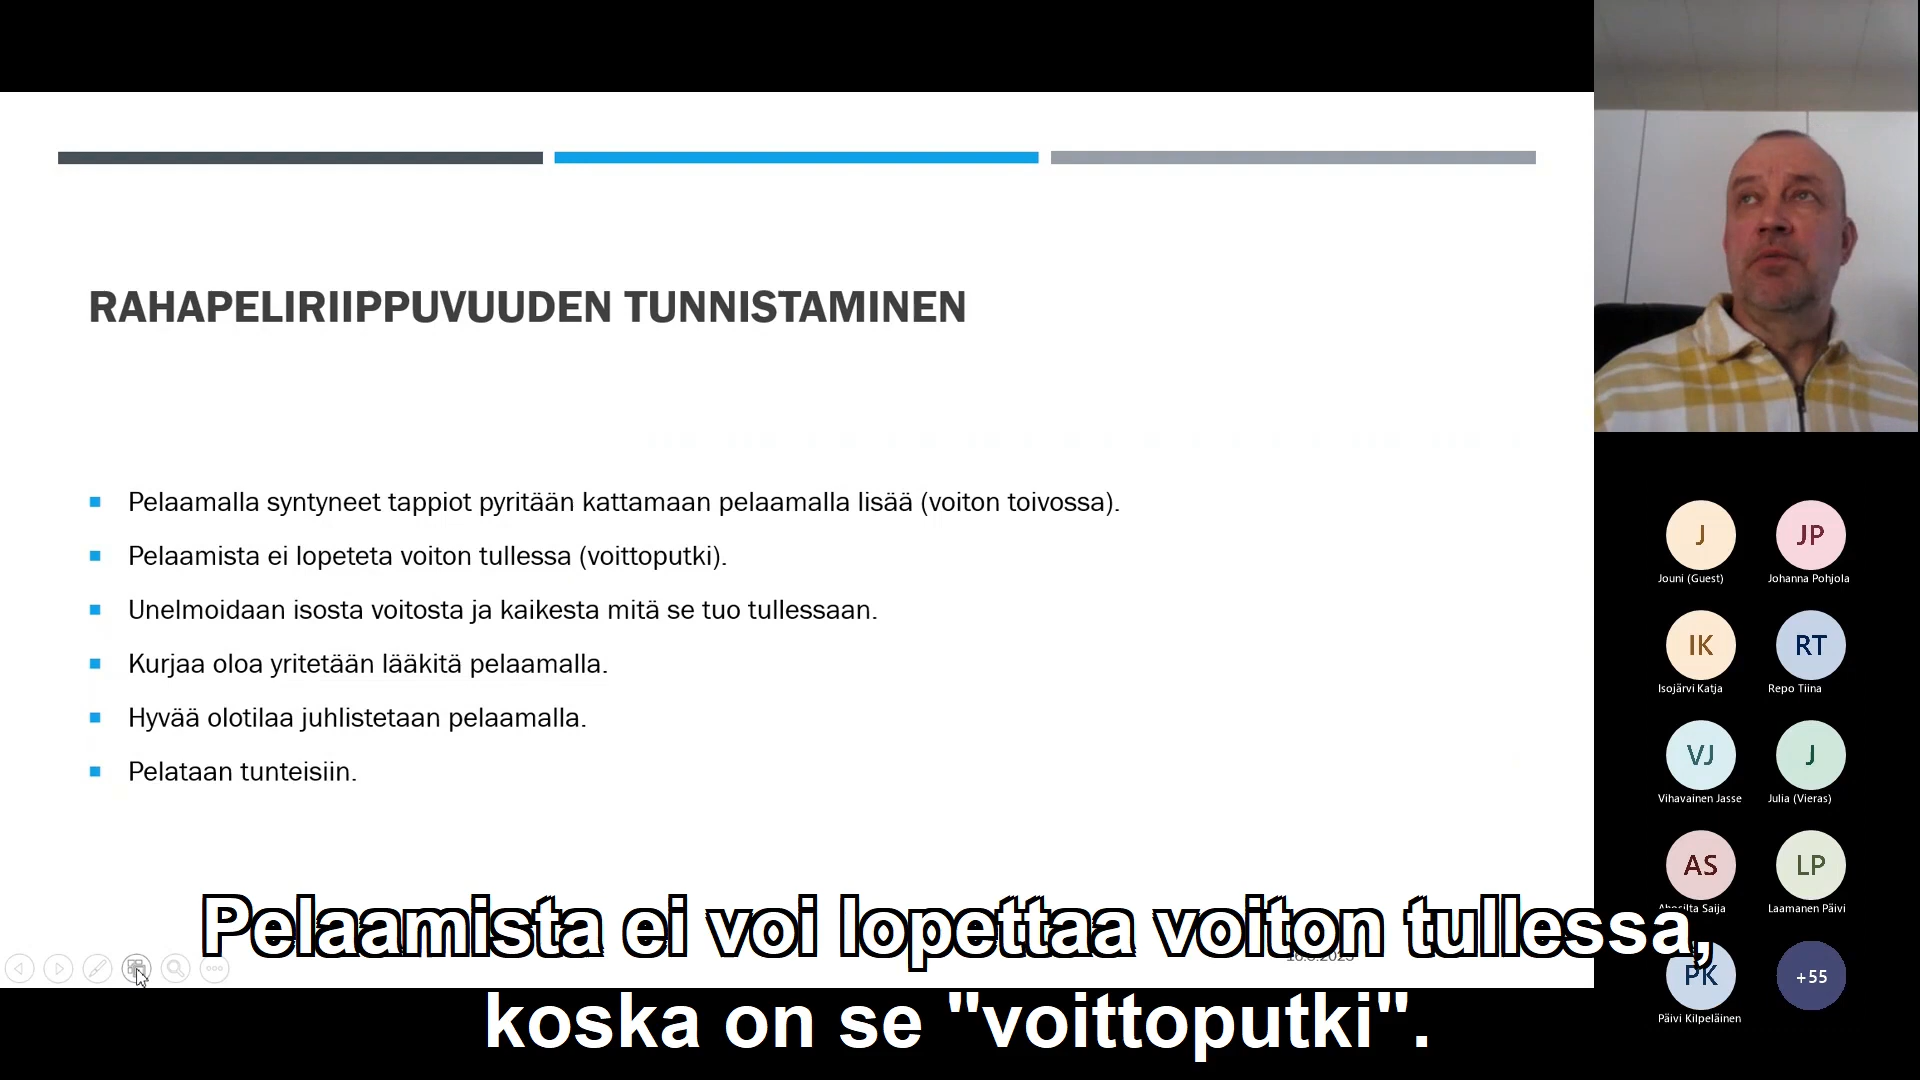 RAHAPELIRIIPPUVUUDEN TUNNISTAMINEN
Pelaamalla syntyneet tappiot pyritään kattamaan pelaamalla lisää (voiton toivossa).
Pelaamista ei lopeteta voiton tullessa (voittoputki).
Unelmoidaan isosta voitosta ja kaikesta mitä se tuo tullessaan.
Kurjaa oloa yritetään lääkitä pelaamalla.
Hyvää olotilaa juhlistetaan pelaamalla.
Pelataan tunteisiin.
Pelaamista ei voi lopettaa voiton tullessa,
koska on se "voittoputki".
J
Jouni (Guest)
JP
Johanna Pohjola
IK
Isojärvi Katja
RT
Repo Tiina
VJ
Vihavainen Jasse
J
Julia (Vieras)
AS
Saija
LP
Laamanen Päivi
PK
Päivi Kilpeläinen
+55